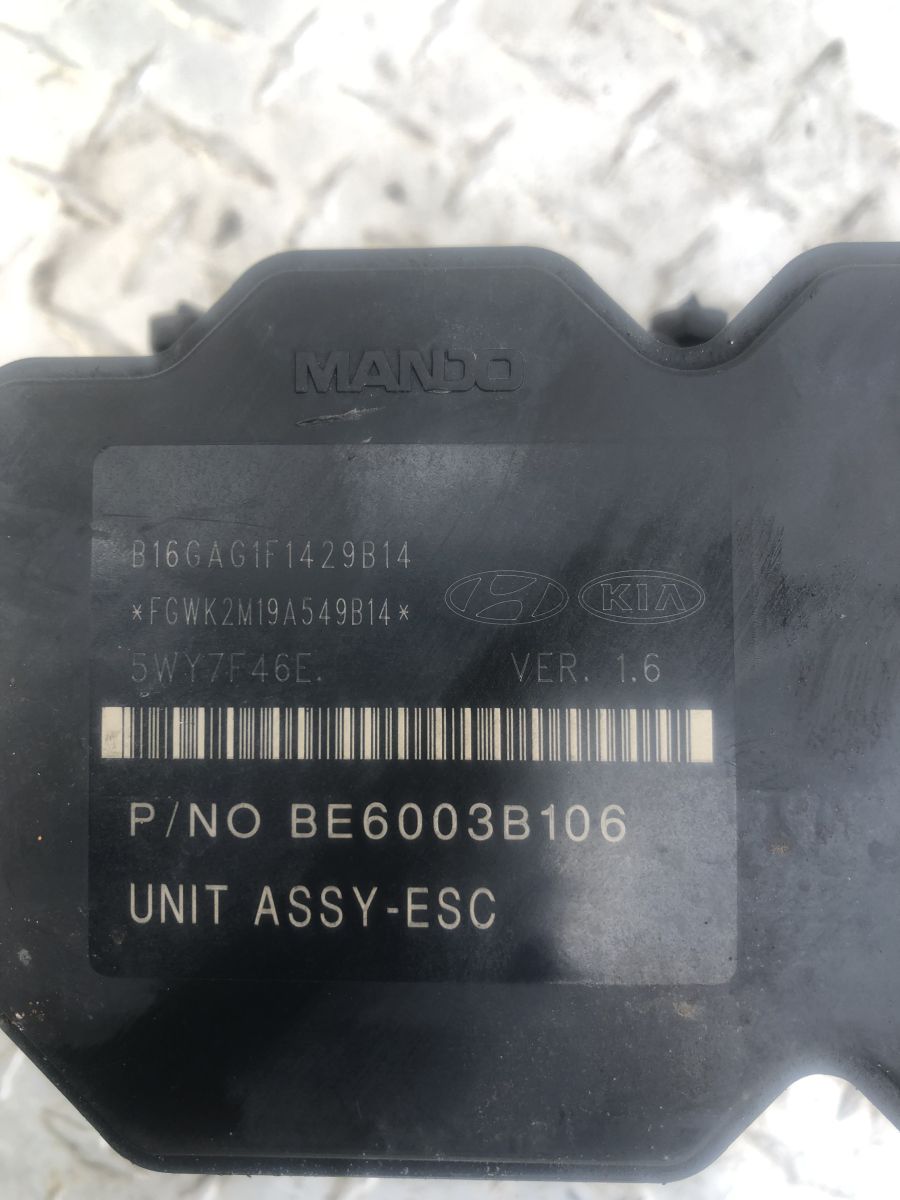 MANDO
B16GAG1F1429B14
*FGWK2M19A549B14*
KIA
5WY7F46E. VER. 1.6
P/NO BE6003B106
UNIT ASSY-ESC